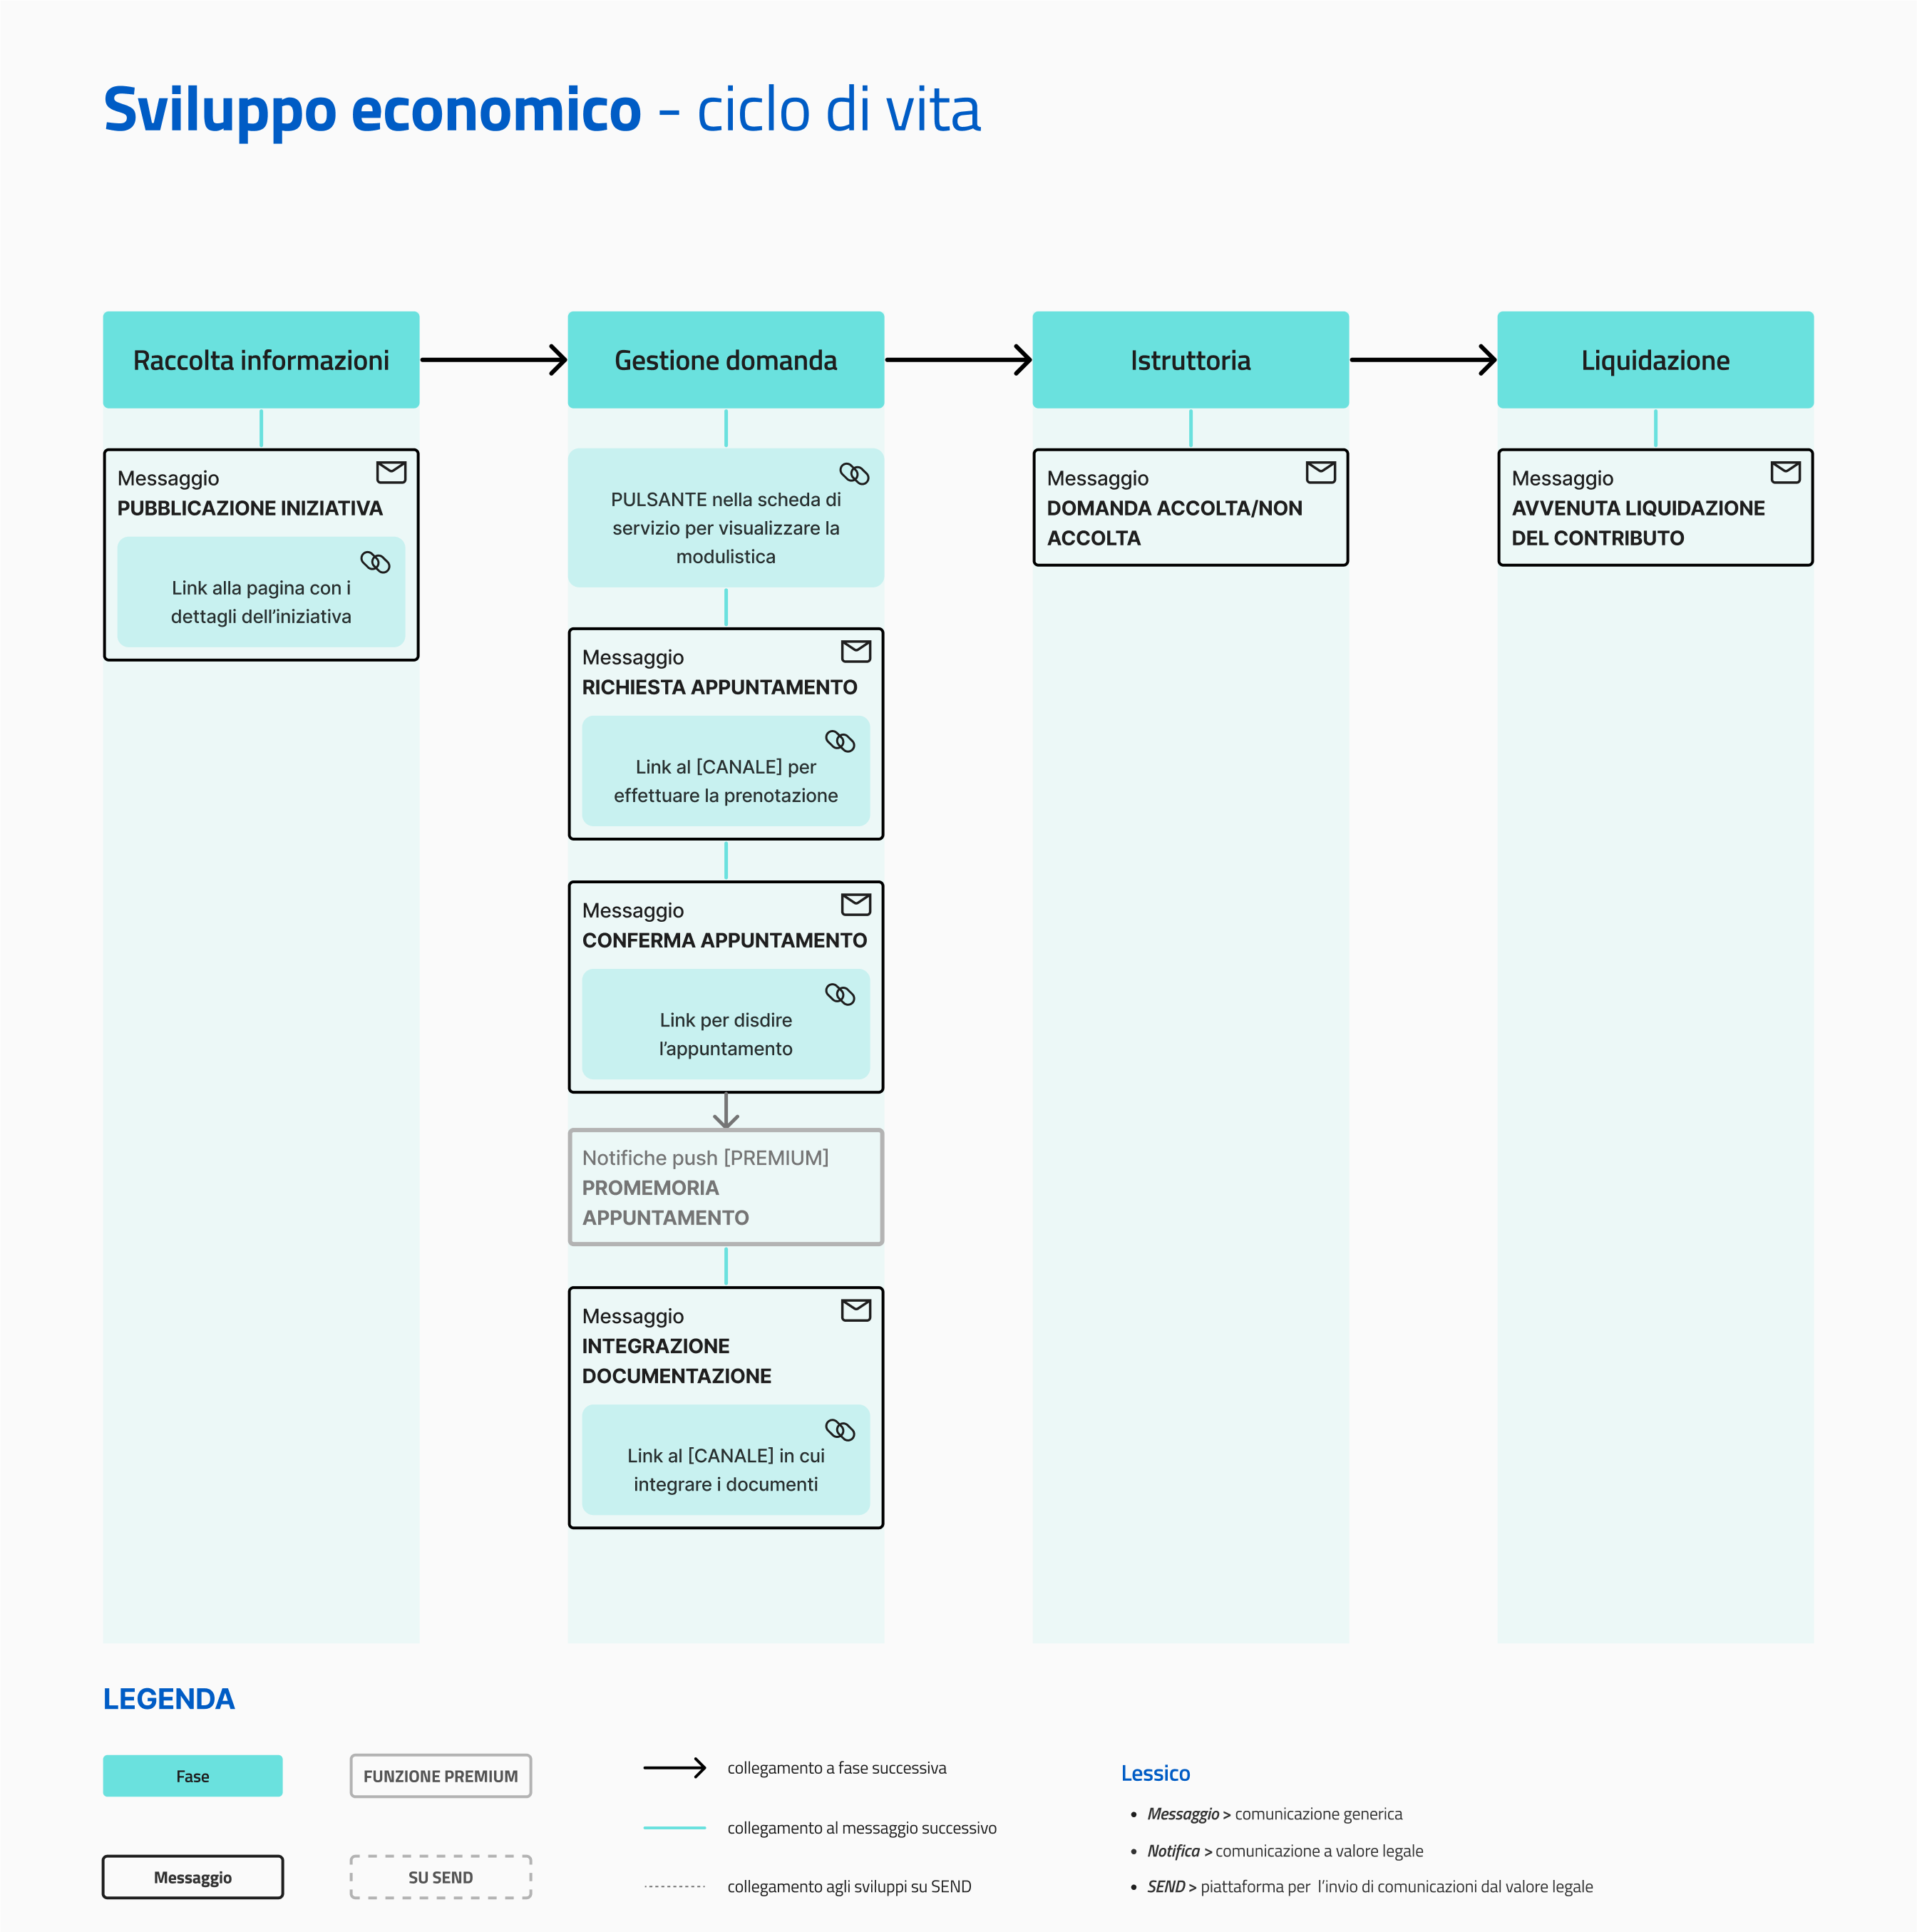 Sviluppo economico - ciclo di vita
Raccolta informazioni
Gestione domanda
Istruttoria
Liquidazione
Messaggio
PUBBLICAZIONE INIZIATIVA
Link alla pagina con i
dettagli dell’iniziativa
PULSANTE nella scheda di
servizio per visualizzare la
modulistica
Messaggio
RICHIESTA APPUNTAMENTO
Link al [CANALE] per
effettuare la prenotazione
Messaggio
CONFERMA APPUNTAMENTO
Link per disdire
l’appuntamento
Notifiche push [PREMIUM]
PROMEMORIA
APPUNTAMENTO
Messaggio
INTEGRAZIONE
DOCUMENTAZIONE
Link al [CANALE] in cui
integrare i documenti
Messaggio
DOMANDA ACCOLTA/NON
ACCOLTA
Messaggio
AVVENUTA LIQUIDAZIONE
DEL CONTRIBUTO
LEGENDA
Fase
FUNZIONE PREMIUM
Messaggio
SU SEND
collegamento a fase successiva
collegamento al messaggio successivo
collegamento agli sviluppi su SEND
Lessico
• Messaggio > comunicazione generica
• Notifica > comunicazione a valore legale
• SEND > piattaforma per l’invio di comunicazioni dal valore legale